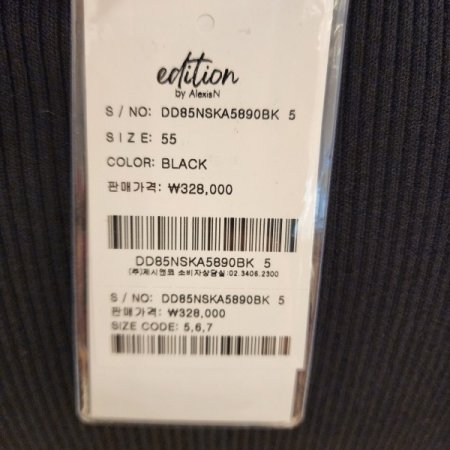 edition
by AlexisN
S / NO: DD85NSKA5890BK 5
SIZE: 55
COLOR: BLACK
판매가격: ₩328,000
DD85NSKA5890BK 5
(주)제시앤코 소비자상담실:02.3406.2300
S / NO: DD85NSKA5890BK 5
판매가격: ₩328,000
SIZE CODE: 5,6,7